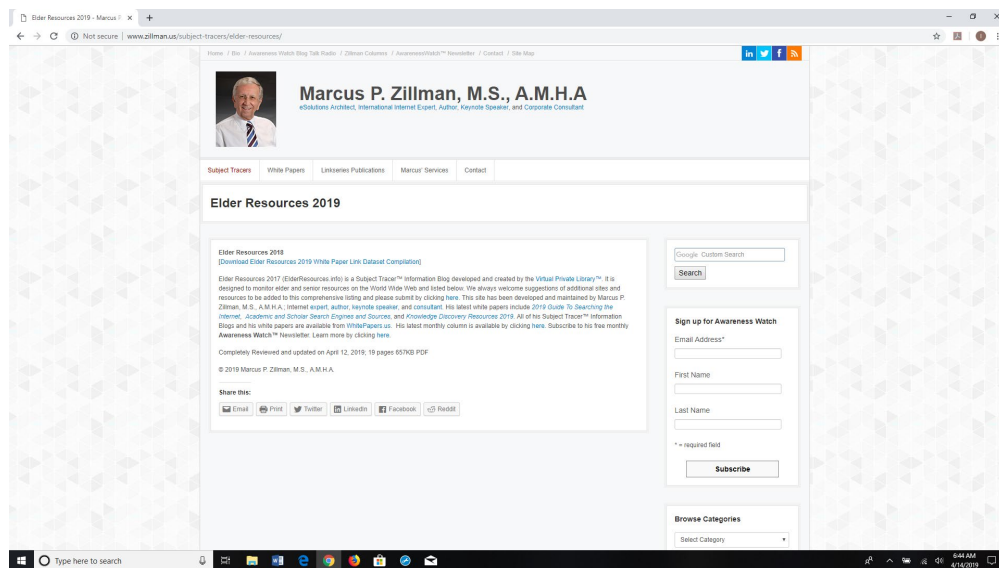 Elder Resources 2019 - Marcus P
Not secure | www.zillman.us/subject-tracers/elder-resources/
Home / Bio / Awareness Watch Blog Talk Radio / Zillman Columns / AwarenessWatch™ Newsletter / Contact / Site Map
in
f
Marcus P. Zillman, M.S., A.M.H.A
eSolutions Architect, International Internet Expert, Author, Keynote Speaker, and Corporate Consultant
Subject Tracers White Papers Linkseries Publications Marcus' Services Contact
Elder Resources 2019
Elder Resources 2019
[Download Elder Resources 2019 White Paper Link Dataset Compilation]
Elder Resources 2017 (ElderResources.info) is a Subject Tracer™ Information Blog developed and created by the Virtual Private Library™. It is
designed to monitor elder and senior resources on the World Wide Web and listed below. We always welcome suggestions of additional sites and
resources to be added to this comprehensive listing and please submit by clicking here. This site has been developed and maintained by Marcus P.
Zillman, M.S., A.M.H.A.; Internet expert, author, keynote speaker, and consultant. His latest white papers include 2019 Guide To Searching the
Internet, Academic and Scholar Search Engines and Sources, and Knowledge Discovery Resources 2019. All of his Subject Tracer™ Information
Blogs and his white papers are available from WhitePapers.us. His latest monthly column is available by clicking here. Subscribe to his free monthly
Awareness Watch™ Newsletter. Learn more by clicking here.
Completely Reviewed and updated on April 12, 2019; 19 pages 657KB PDF
© 2019 Marcus P. Zillman, M.S., A.M.H.A.
Share this:
Email Print Twitter LinkedIn Facebook Reddit
Google Custom Search
Search
Sign up for Awareness Watch
Email Address*
First Name
Last Name
* = required field
Subscribe
Browse Categories
Select Category
Type here to search
6:44 AM
4/14/2019